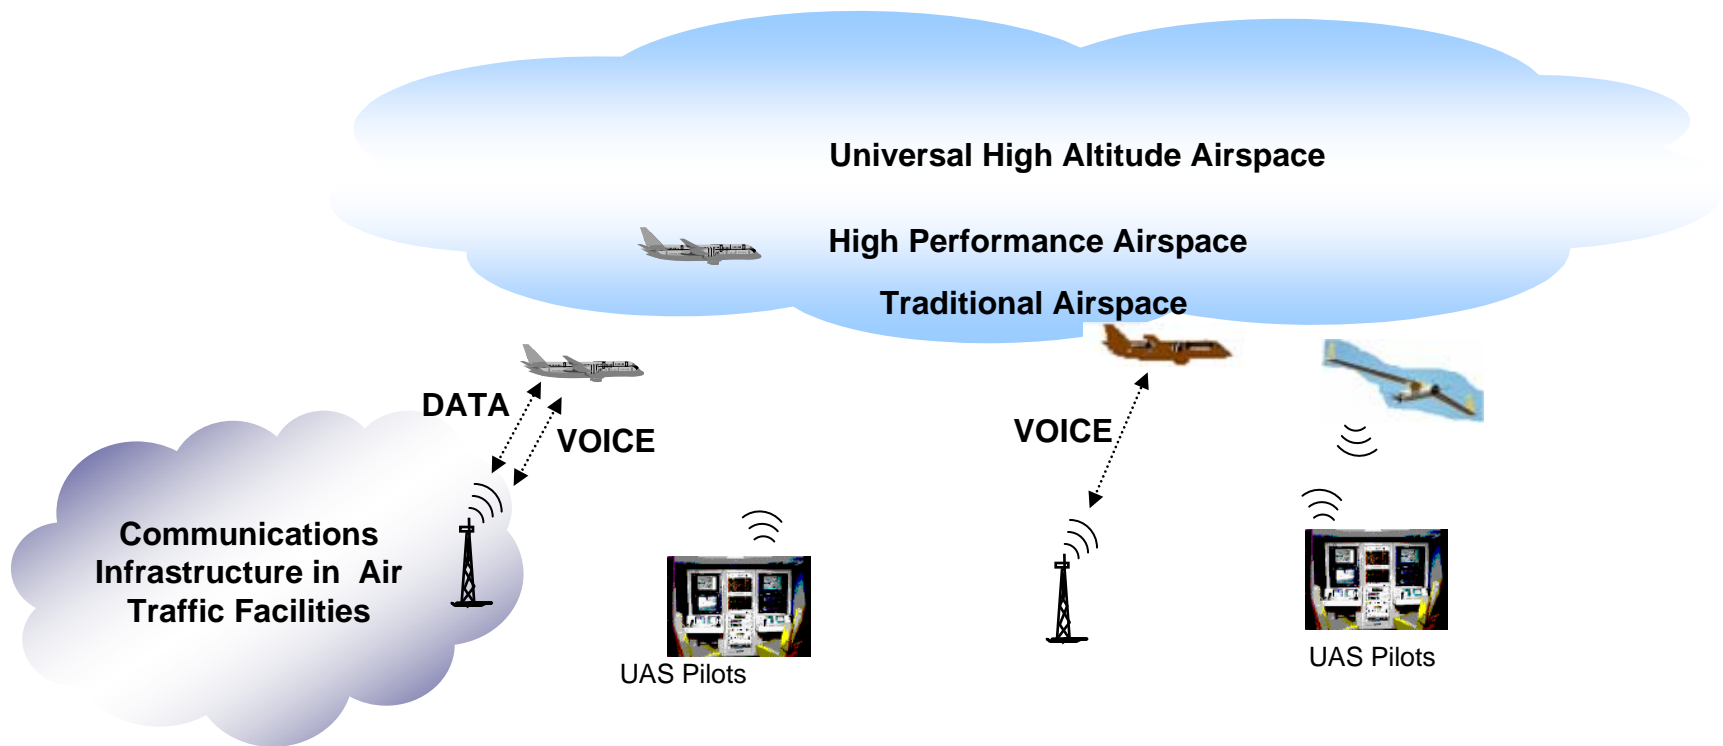 Universal High Altitude Airspace
High Performance Airspace
Traditional Airspace
DATA
VOICE
VOICE
Communications
Infrastructure in  Air
Traffic Facilities
UAS Pilots
UAS Pilots